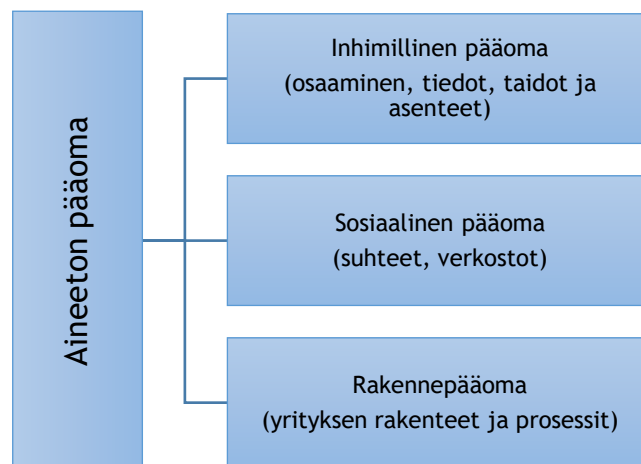 Aineeton pääoma
Inhimillinen pääoma
(osaaminen, tiedot, taidot ja
asenteet)
Sosiaalinen pääoma
(suhteet, verkostot)
Rakennepääoma
(yrityksen rakenteet ja prosessit)